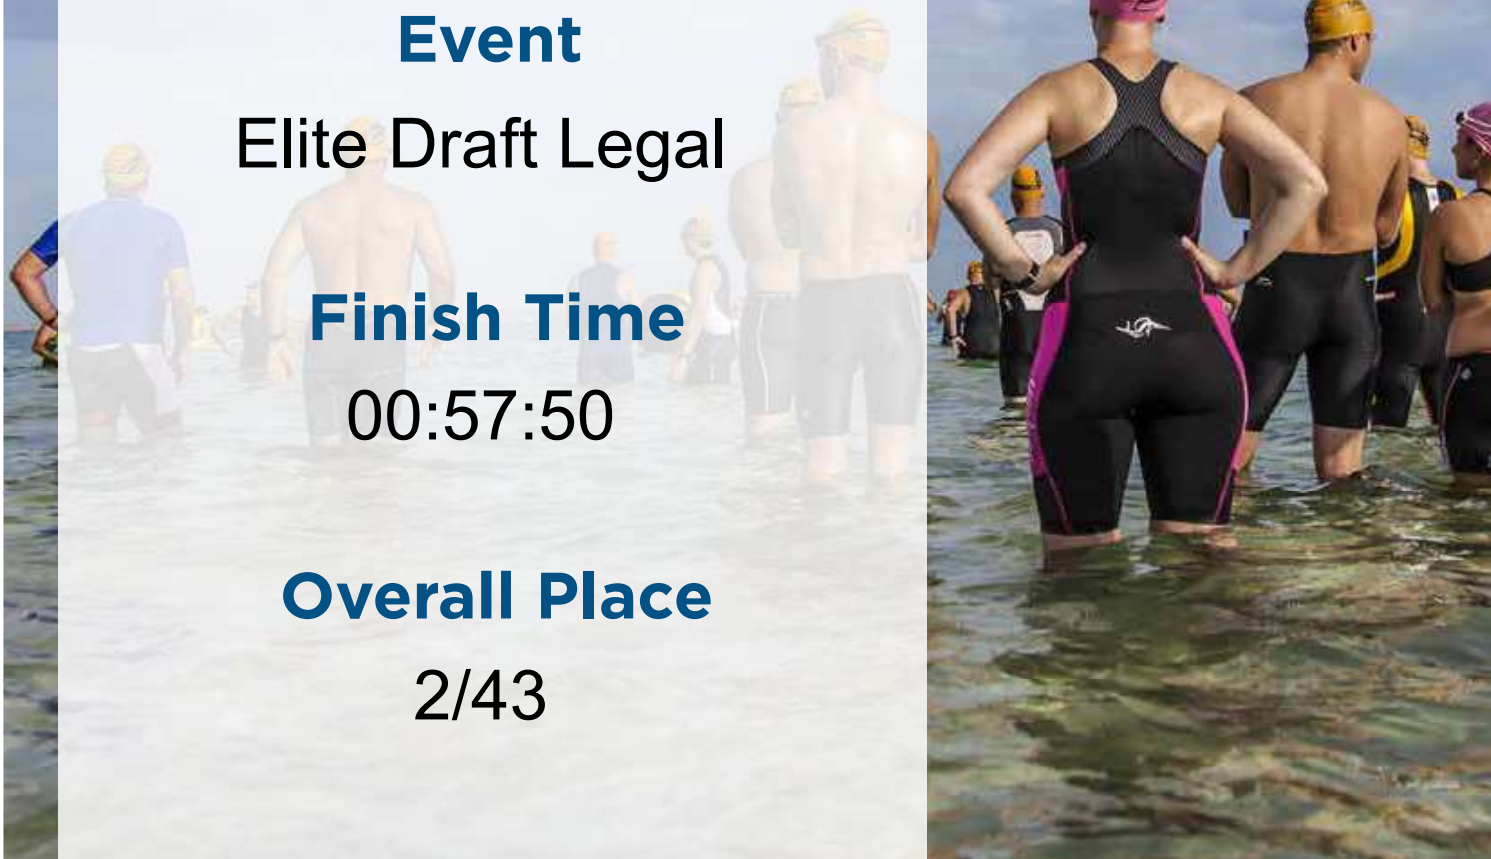 Event
Elite Draft Legal
Finish Time
00:57:50
Overall Place
2/43